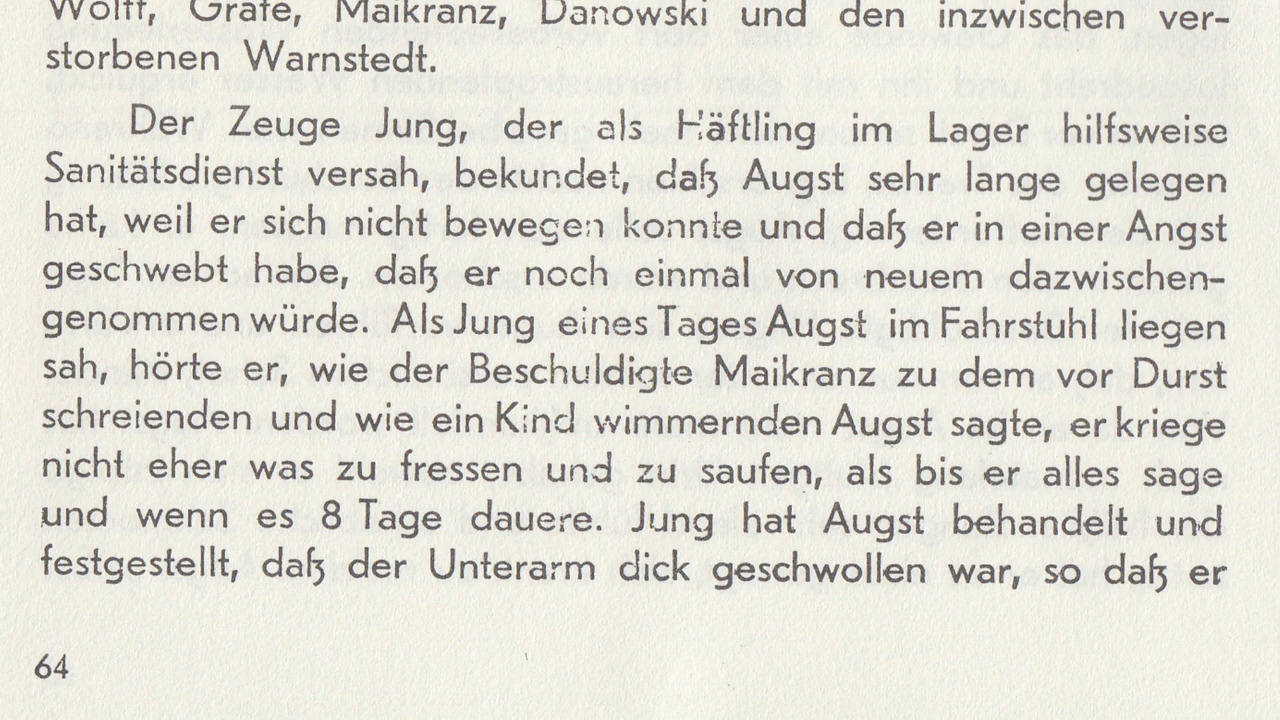 Wolff, Gräfe, Maikranz, Danowski und den inzwischen ver-
storbenen Warnstedt.
Der Zeuge Jung, der als Häftling im Lager hilfsweise
Sanitätsdienst versah, bekundet, daß Augst sehr lange gelegen
hat, weil er sich nicht bewegen konnte und daß er in einer Angst
geschwebt habe, daß er noch einmal von neuem dazwischen-
genommen würde. Als Jung eines Tages Augst im Fahrstuhl liegen
sah, hörte er, wie der Beschuldigte Maikranz zu dem vor Durst
schreienden und wie ein Kind wimmernden Augst sagte, er kriege
nicht eher was zu fressen und zu saufen, als bis er alles sage
und wenn es 8 Tage dauere. Jung hat Augst behandelt und
festgestellt, daß der Unterarm dick geschwollen war, so daß er
64